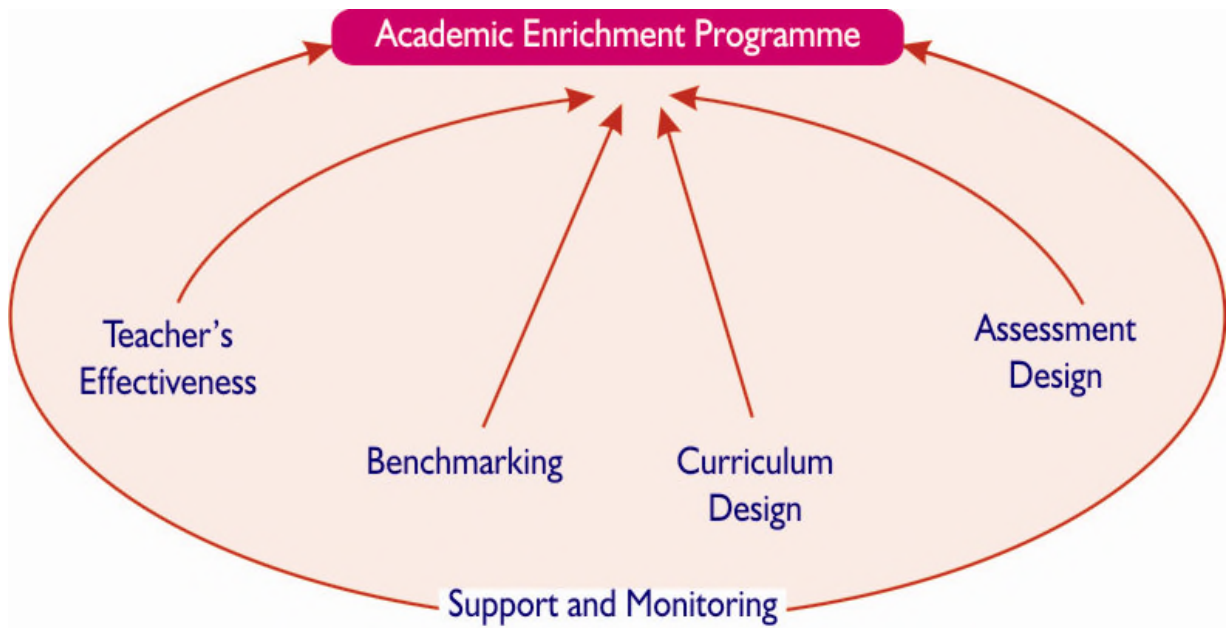 Academic Enrichment Programme
Teacher’s
Effectiveness
Benchmarking
Curriculum
Design
Assessment
Design
Support and Monitoring